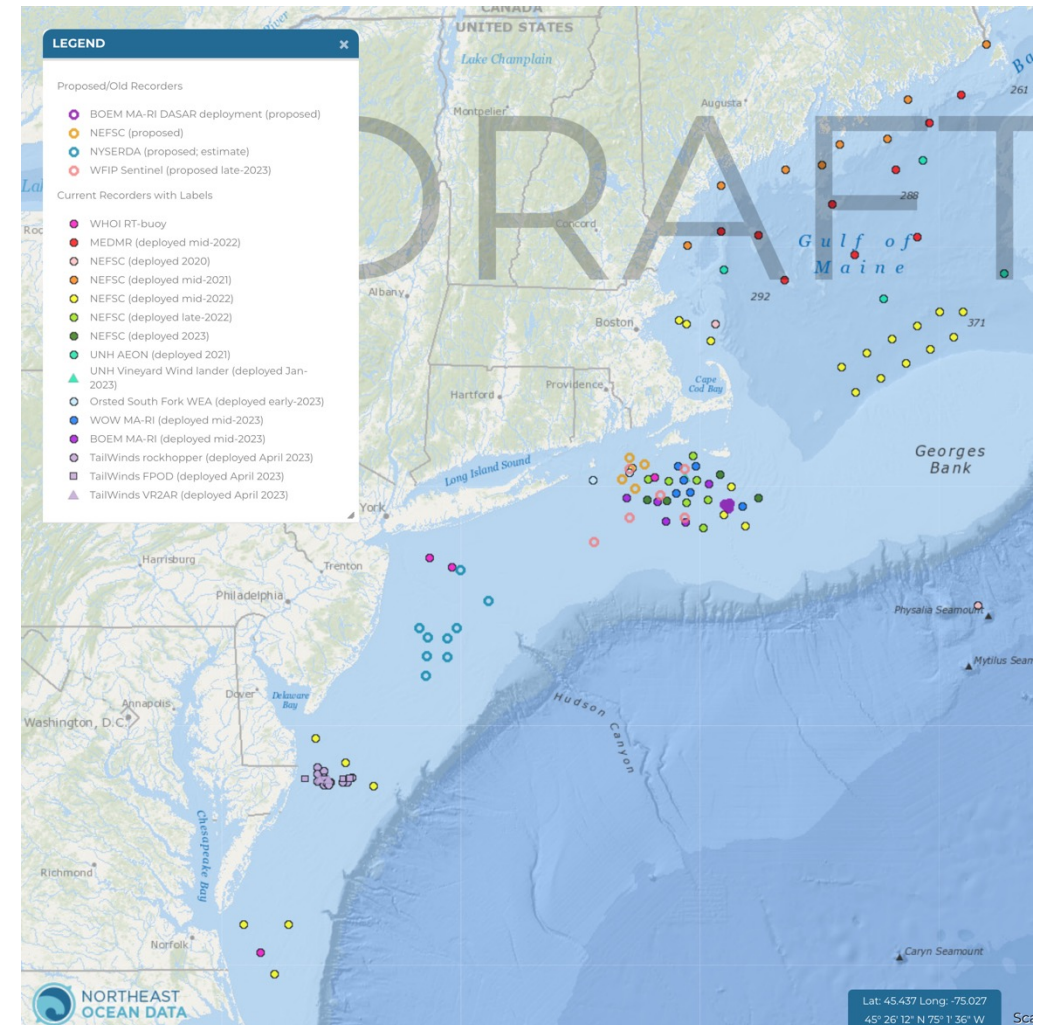 CANADA
UNITED STATES
LEGEND
×
Proposed/Old Recorders
BOEM MA-RI DASAR deployment (proposed)
NEFSC (proposed)
NYSERDA (proposed; estimate)
WFIP Sentinel (proposed late-2023)
Current Recorders with Labels
WHOI RT-buoy
MEDMR (deployed mid-2022)
NEFSC (deployed 2020)
NEFSC (deployed mid-2021)
NEFSC (deployed mid-2022)
NEFSC (deployed late-2022)
NEFSC (deployed 2023)
UNH AEON (deployed 2021)
UNH Vineyard Wind lander (deployed Jan-
2023)
Orsted South Fork WEA (deployed early-2023)
WOW MA-RI (deployed mid-2023)
BOEM MA-RI (deployed mid-2023)
TailWinds rockhopper (deployed April 2023)
TailWinds FPOD (deployed April 2023)
TailWinds VR2AR (deployed April 2023)
River
Lake Champlain
Montpelier
Augusta
Ba
261
DRAFT
La
Roc
Concord
288
Gulf of
Maine
292
Albany
Boston
371
Cape
Cod Bay
Providence
Hartford
Georges
Bank
Long Island Sound
York
Harrisburg
Trenton
Philadelphia
Physalia Seamount
Mytilus Seam
Dover
Delaware
Bay
Annapolis
Washington, D.C.
Hudson Canyon
Chesapeake Bay
Richmond
Norfolk
Caryn Seamount
NORTHEAST
OCEAN DATA
Lat: 45.437 Long: -75.027
45° 26' 12" N 75° 1' 36" W
Sca